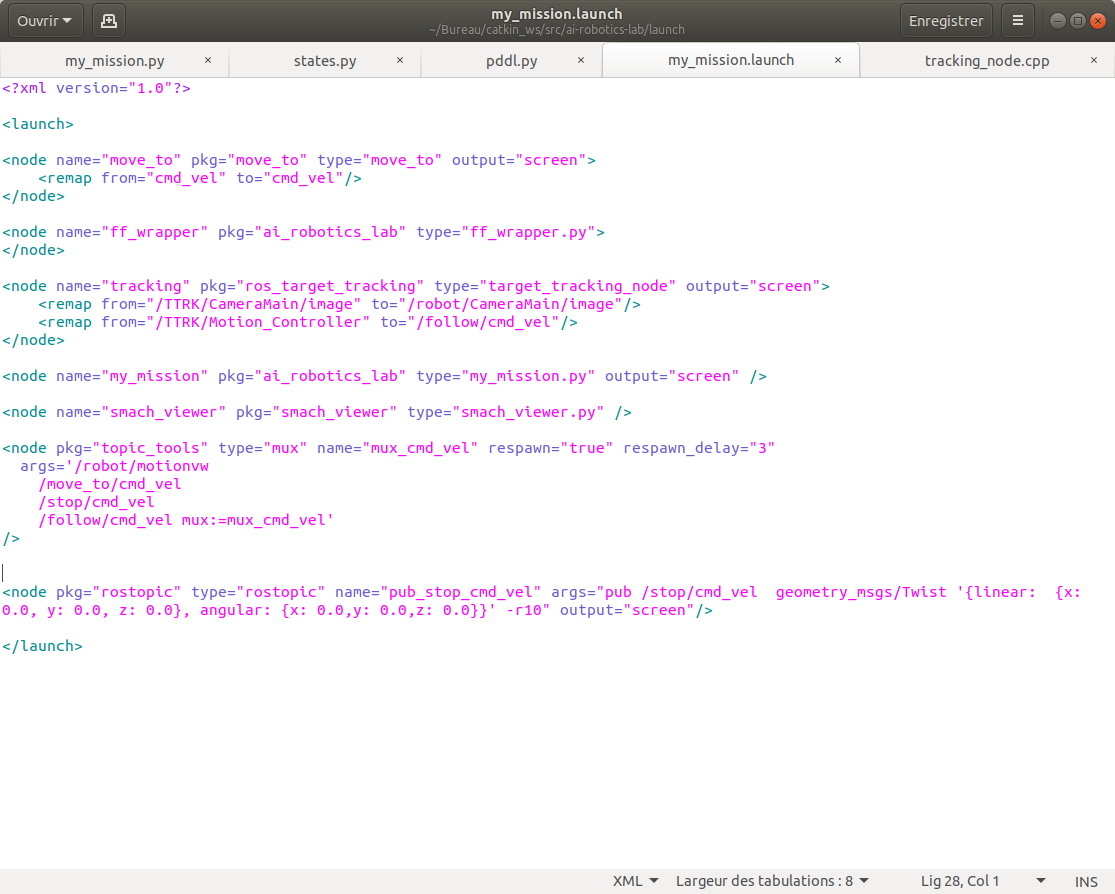 Ouvrir
my_mission.launch
~/Bureau/catkin_ws/src/ai-robotics-lab/launch
Enregistrer
my_mission.py × states.py × pddl.py × my_mission.launch × tracking_node.cpp ×
<?xml version="1.0"?>
<launch>
<node name="move_to" pkg="move_to" type="move_to" output="screen">
<remap from="cmd_vel" to="cmd_vel"/>
</node>
<node name="ff_wrapper" pkg="ai_robotics_lab" type="ff_wrapper.py">
</node>
<node name="tracking" pkg="ros_target_tracking" type="target_tracking_node" output="screen">
<remap from="/TTRK/CameraMain/image" to="/robot/CameraMain/image"/>
<remap from="/TTRK/Motion_Controller" to="/follow/cmd_vel"/>
</node>
<node name="my_mission" pkg="ai_robotics_lab" type="my_mission.py" output="screen" />
<node name="smach_viewer" pkg="smach_viewer" type="smach_viewer.py" />
<node pkg="topic_tools" type="mux" name="mux_cmd_vel" respawn="true" respawn_delay="3"
args='/robot/motionvw
/move_to/cmd_vel
/stop/cmd_vel
/follow/cmd_vel mux:=mux_cmd_vel'
/>
<node pkg="rostopic" type="rostopic" name="pub_stop_cmd_vel" args="pub /stop/cmd_vel  geometry_msgs/Twist '{linear:  {x:
0.0, y: 0.0, z: 0.0}, angular: {x: 0.0,y: 0.0,z: 0.0}}' -r10" output="screen"/>
</launch>
XML Largeur des tabulations : 8 Lig 28, Col 1 INS